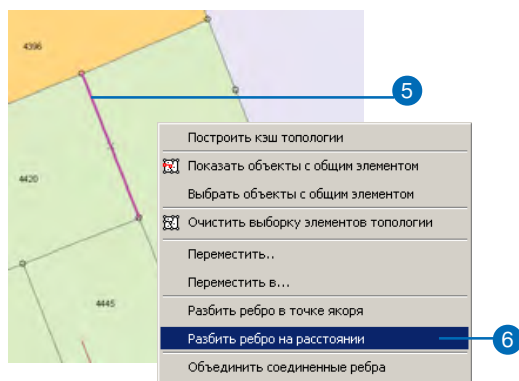 4396
5
Построить кэш топологии
Показать объекты с общим элементом
Выбрать объекты с общим элементом
4420
Очистить выборку элементов топологии
Переместить..
Переместить в...
4445
Разбить ребро в точке якоря
Разбить ребро на расстоянии
6
Объединить соединенные ребра